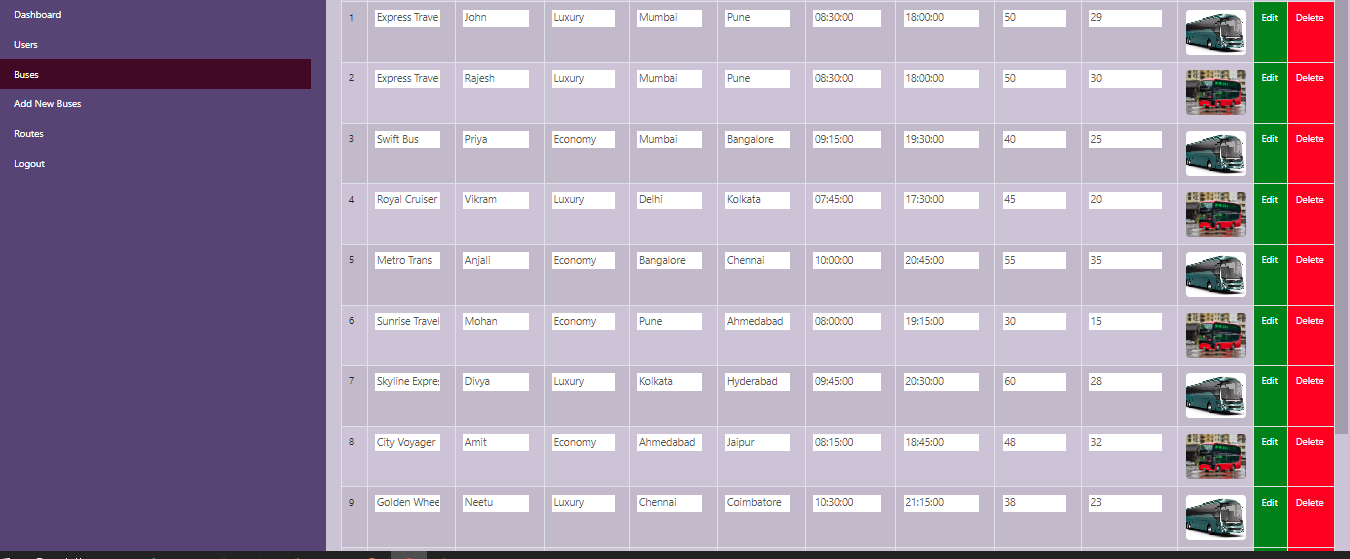 Dashboard
Users
Buses
Add New Buses
Routes
Logout
1 Express Trave John Luxury Mumbai Pune 08:30:00 18:00:00 50 29 Edit Delete
2 Express Trave Rajesh Luxury Mumbai Pune 08:30:00 18:00:00 50 30 Edit Delete
3 Swift Bus Priya Economy Mumbai Bangalore 09:15:00 19:30:00 40 25 Edit Delete
4 Royal Cruiser Vikram Luxury Delhi Kolkata 07:45:00 17:30:00 45 20 Edit Delete
5 Metro Trans Anjali Economy Bangalore Chennai 10:00:00 20:45:00 55 35 Edit Delete
6 Sunrise Travel Mohan Economy Pune Ahmedabad 08:00:00 19:15:00 30 15 Edit Delete
7 Skyline Expre Divya Luxury Kolkata Hyderabad 09:45:00 20:30:00 60 28 Edit Delete
8 City Voyager Amit Economy Ahmedabad Jaipur 08:15:00 18:45:00 48 32 Edit Delete
9 Golden Whee Neetu Luxury Chennai Coimbatore 10:30:00 21:15:00 38 23 Edit Delete